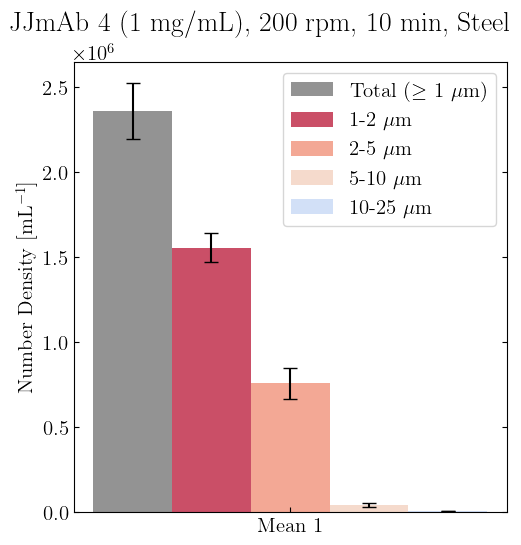 JJmAb 4 (1 mg/mL), 200 rpm, 10 min, Steel
×10⁶
2.5
2.0
1.5
1.0
0.5
0.0
Number Density [mL⁻¹]
Total (≥ 1 μm)
1-2 μm
2-5 μm
5-10 μm
10-25 μm
Mean 1